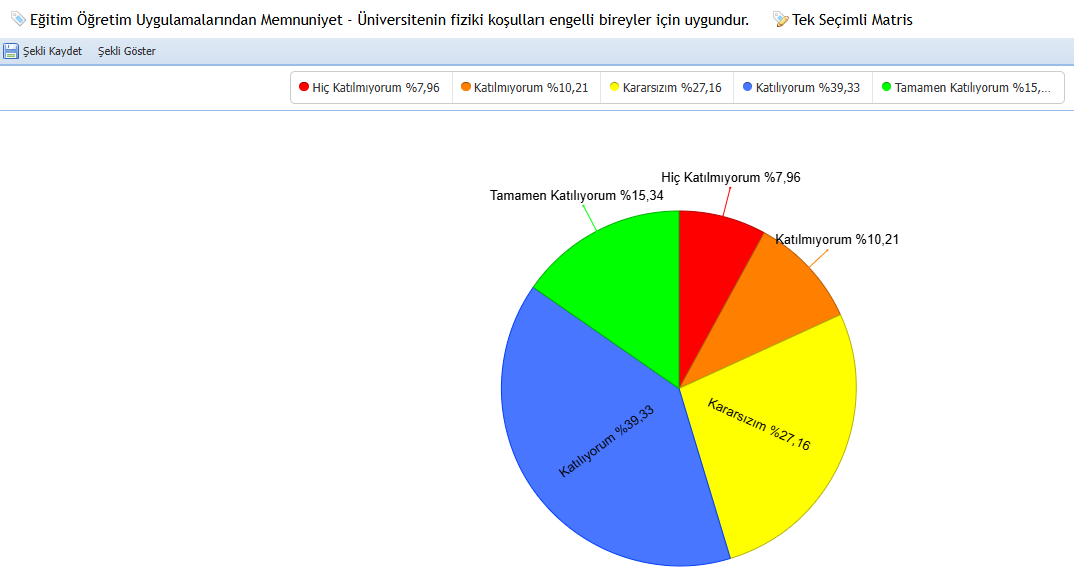 Eğitim Öğretim Uygulamalarından Memnuniyet - Üniversitenin fiziki koşulları engelli bireyler için uygundur. Tek Seçimli Matris
Şekli Kaydet Şekli Göster
Hiç Katılmıyorum %7,96 Katılmıyorum %10,21 Kararsızım %27,16 Katılıyorum %39,33 Tamamen Katılıyorum %15,...
Hiç Katılmıyorum %7,96
Tamamen Katılıyorum %15,34
Katılmıyorum %10,21
Kararsızım %27,16
Katılıyorum %39,33